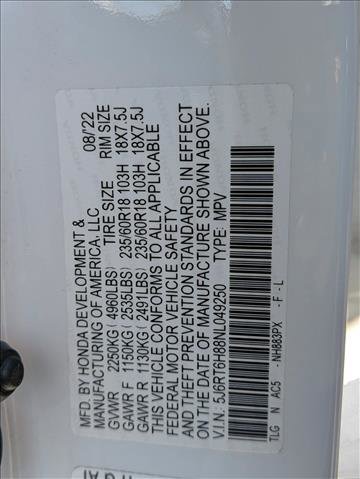 MFD. BY HONDA DEVELOPMENT &
MANUFACTURING OF AMERICA, LLC 08/'22
TIRE SIZE RIM SIZE
GVWR 2250KG (4960LBS)
GAWR F 1150KG (2535LBS) 235/60R18 103H 18X7.5J
GAWR R 1130KG (2491LBS) 235/60R18 103H 18X7.5J
THIS VEHICLE CONFORMS TO ALL APPLICABLE
FEDERAL MOTOR VEHICLE SAFETY
AND THEFT PREVENTION STANDARDS IN EFFECT
ON THE DATE OF MANUFACTURE SHOWN ABOVE.
V.I.N.: 5J6RT6H88NL049250 TYPE: MPV
TLG N AC5 - NH883PX - F - L